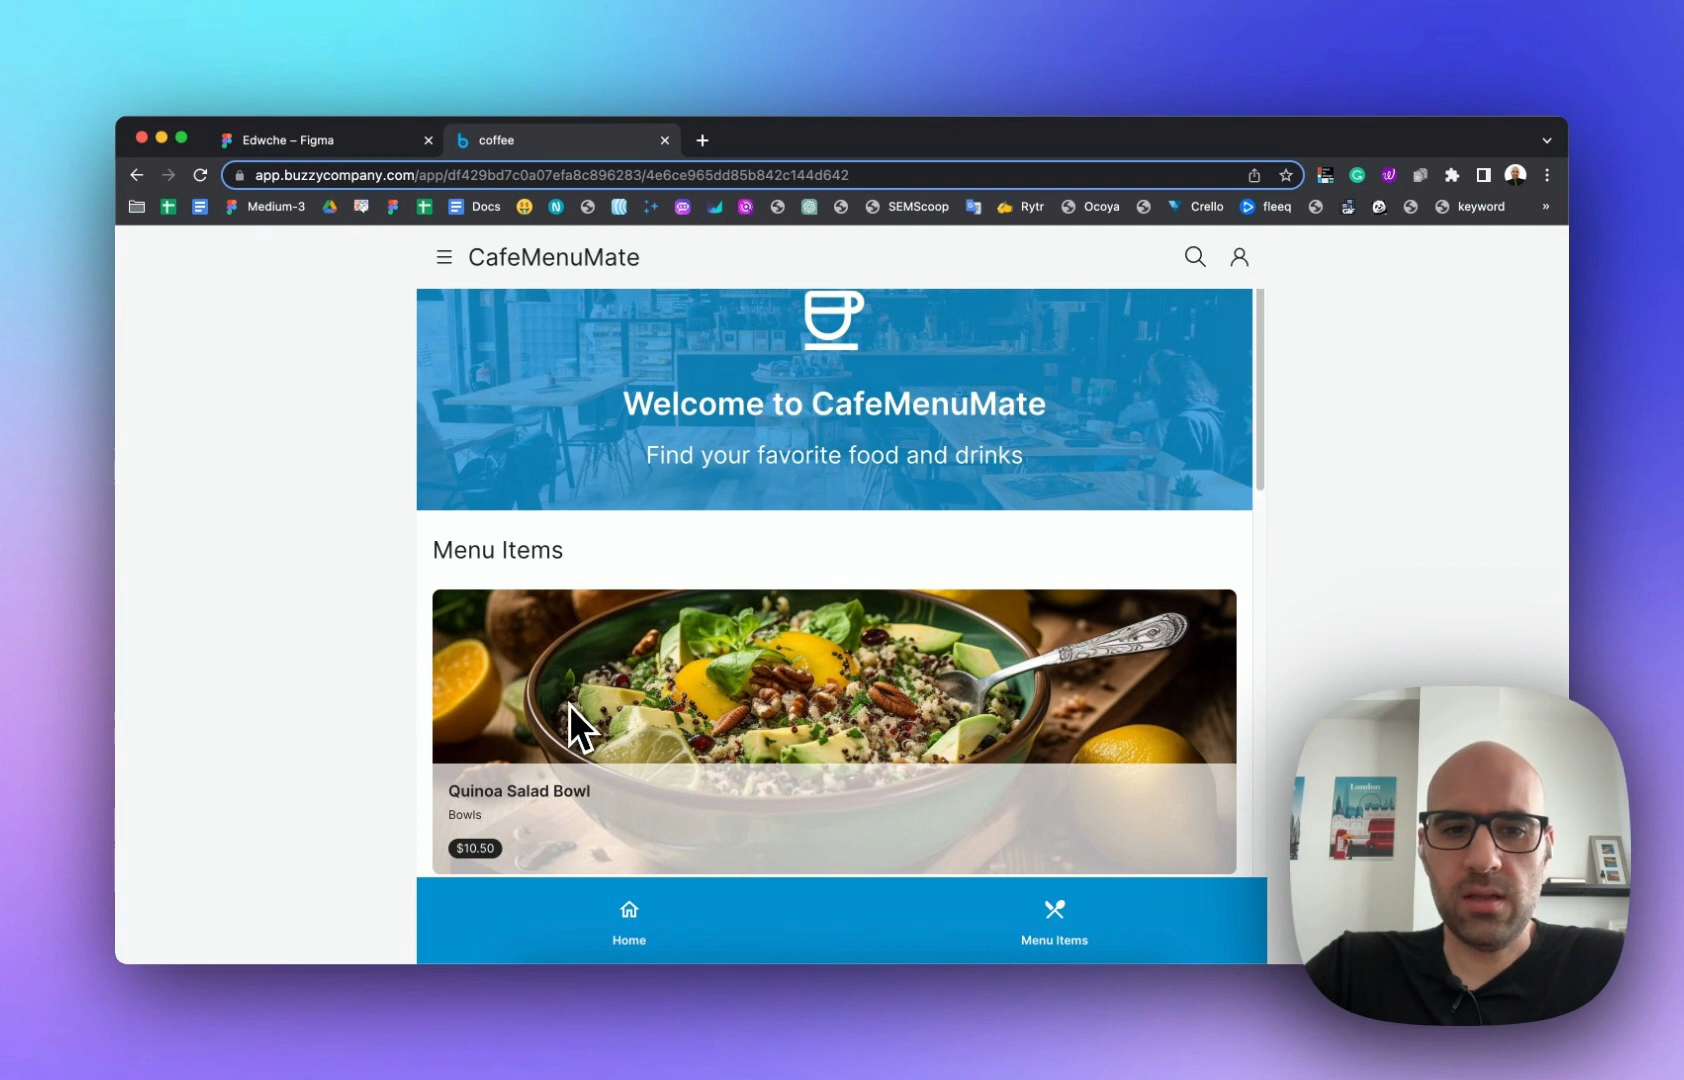 Edwche – Figma
coffee
app.buzzycompany.com/app/df429bd7c0a07efa8c896283/4e6ce965dd85b842c144d642
Medium-3
Docs
SEMScoop
Rytr
Ocoya
Crello
fleeq
keyword
CafeMenuMate
Welcome to CafeMenuMate
Find your favorite food and drinks
Menu Items
Quinoa Salad Bowl
Bowls
$10.50
Home
Menu Items
London